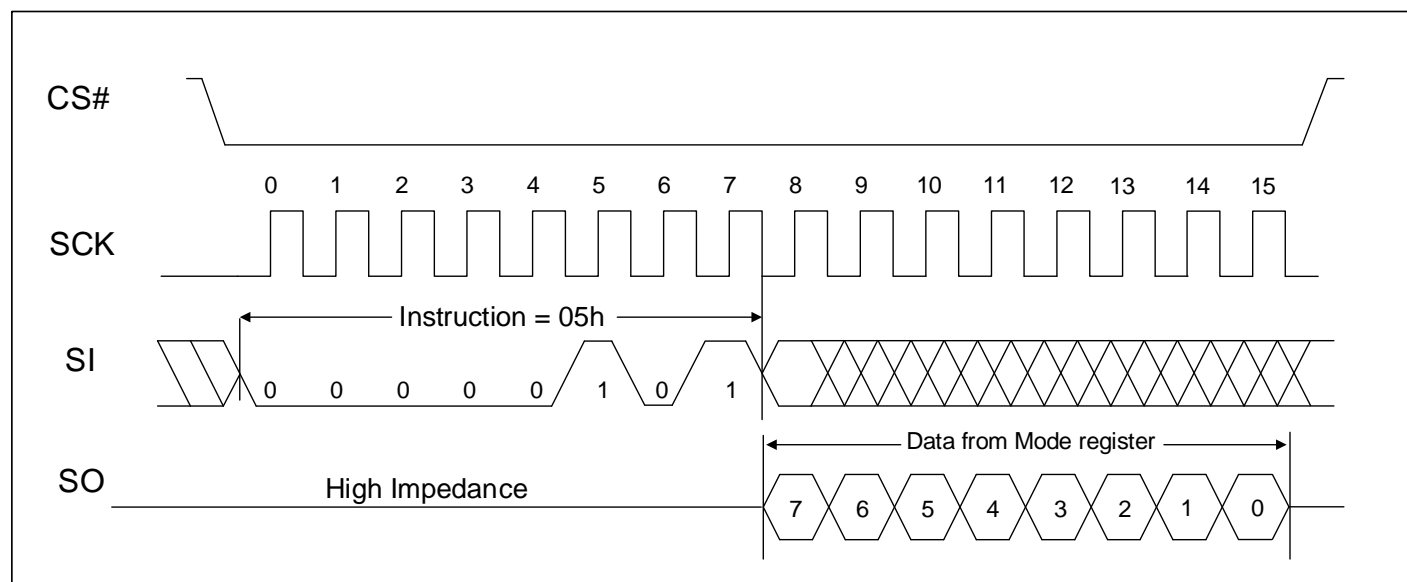 CS#
0 1 2 3 4 5 6 7 8 9 10 11 12 13 14 15
SCK
Instruction = 05h
SI
0 0 0 0 0 1 0 1
Data from Mode register
SO
High Impedance
7 6 5 4 3 2 1 0